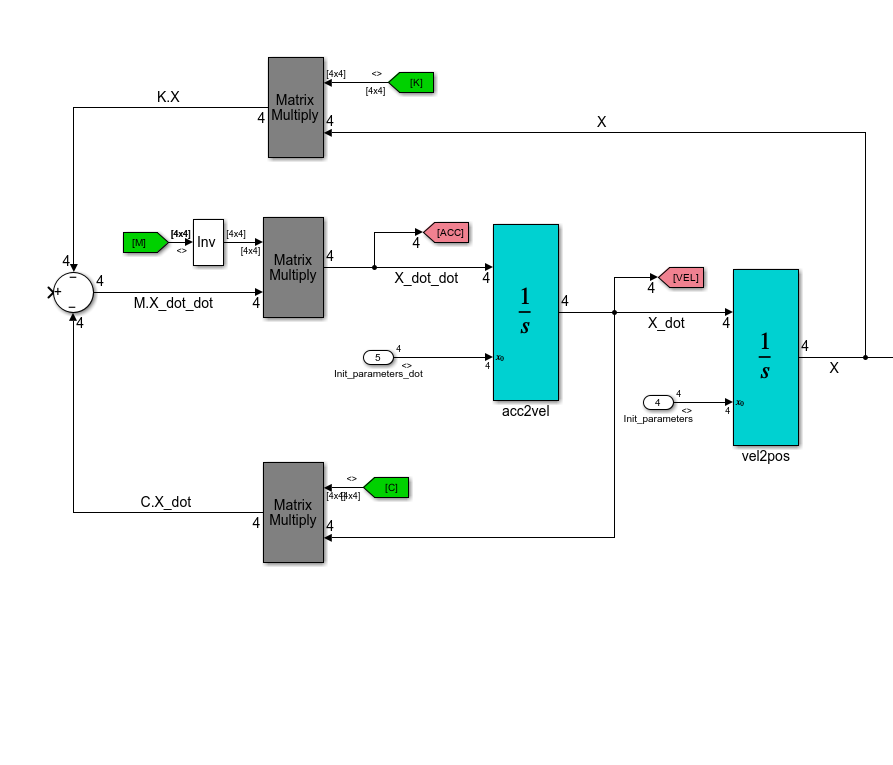 [4x4]
<>
[4x4]
[K]
Matrix
Multiply
K.X
4
4
X
[M]
[4x4]
<>
Inv
[4x4]
[4x4]
Matrix
Multiply
4
4
[ACC]
4
X_dot_dot
4
1
s
4
x0
4
acc2vel
[VEL]
4
X_dot
4
1
s
4
x0
4
vel2pos
X
4
−
+
−
4
4
M.X_dot_dot
5
4
<>
Init_parameters_dot
4
4
<>
Init_parameters
Matrix
Multiply
<>
[4x4]
[4x4]
[C]
C.X_dot
4
4